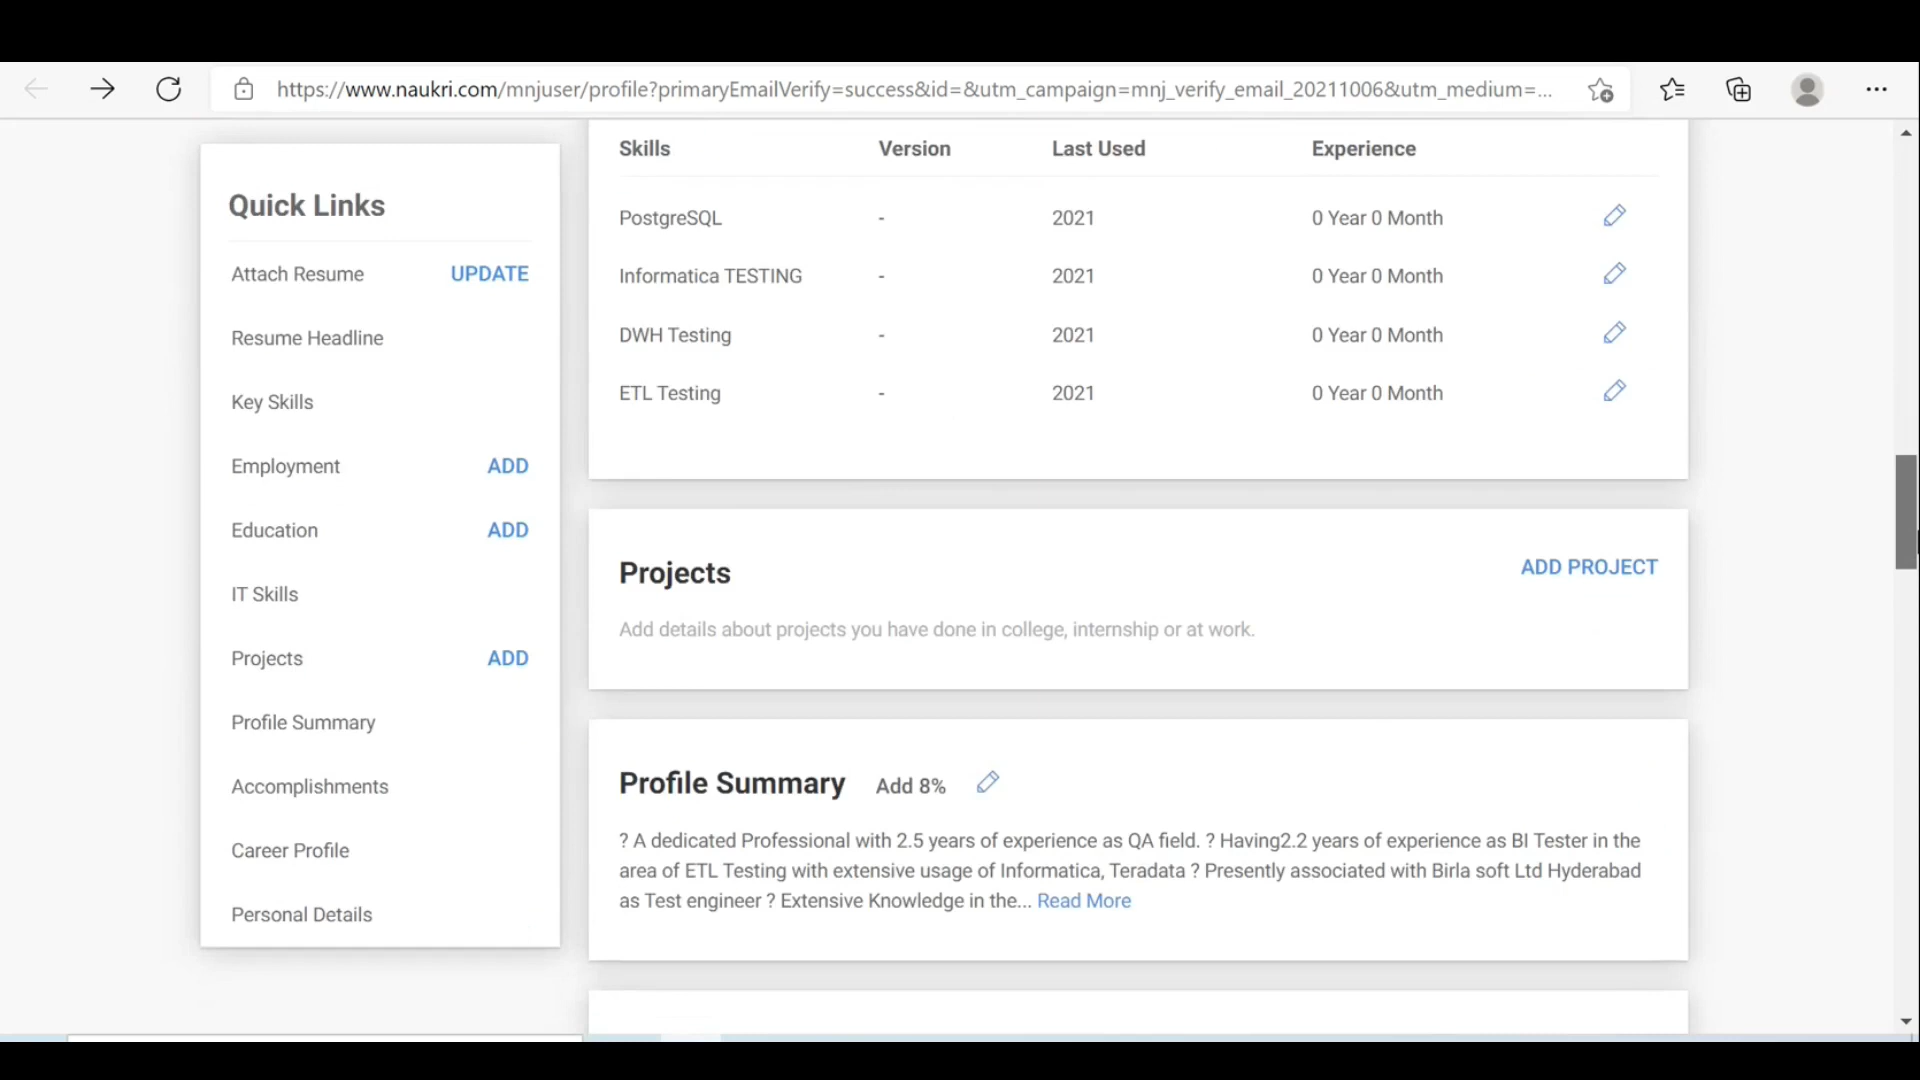 https://www.naukri.com/mnjuser/profile?primaryEmailVerify=success&id=&utm_campaign=mnj_verify_email_20211006&utm_medium=...
Quick Links
Attach Resume UPDATE
Resume Headline
Key Skills
Employment ADD
Education ADD
IT Skills
Projects ADD
Profile Summary
Accomplishments
Career Profile
Personal Details
Skills Version Last Used Experience
PostgreSQL - 2021 0 Year 0 Month
Informatica TESTING - 2021 0 Year 0 Month
DWH Testing - 2021 0 Year 0 Month
ETL Testing - 2021 0 Year 0 Month
Projects ADD PROJECT
Add details about projects you have done in college, internship or at work.
Profile Summary Add 8%
? A dedicated Professional with 2.5 years of experience as QA field. ? Having2.2 years of experience as BI Tester in the
area of ETL Testing with extensive usage of Informatica, Teradata ? Presently associated with Birla soft Ltd Hyderabad
as Test engineer ? Extensive Knowledge in the... Read More